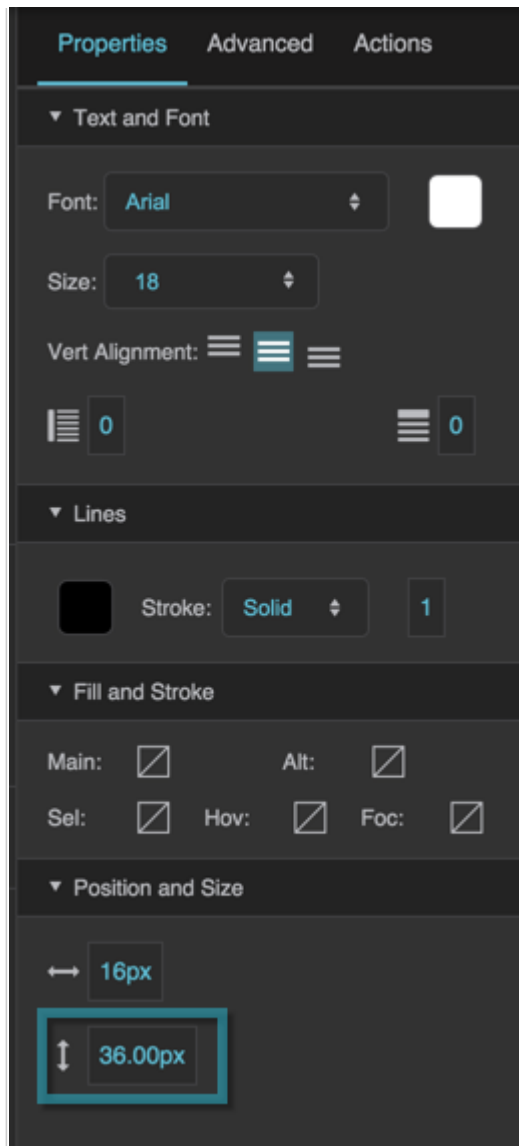 Properties Advanced Actions
Text and Font
Font: Arial
Size: 18
Vert Alignment:
0 0
Lines
Stroke: Solid 1
Fill and Stroke
Main: Alt:
Sel: Hov: Foc:
Position and Size
16px
36.00px